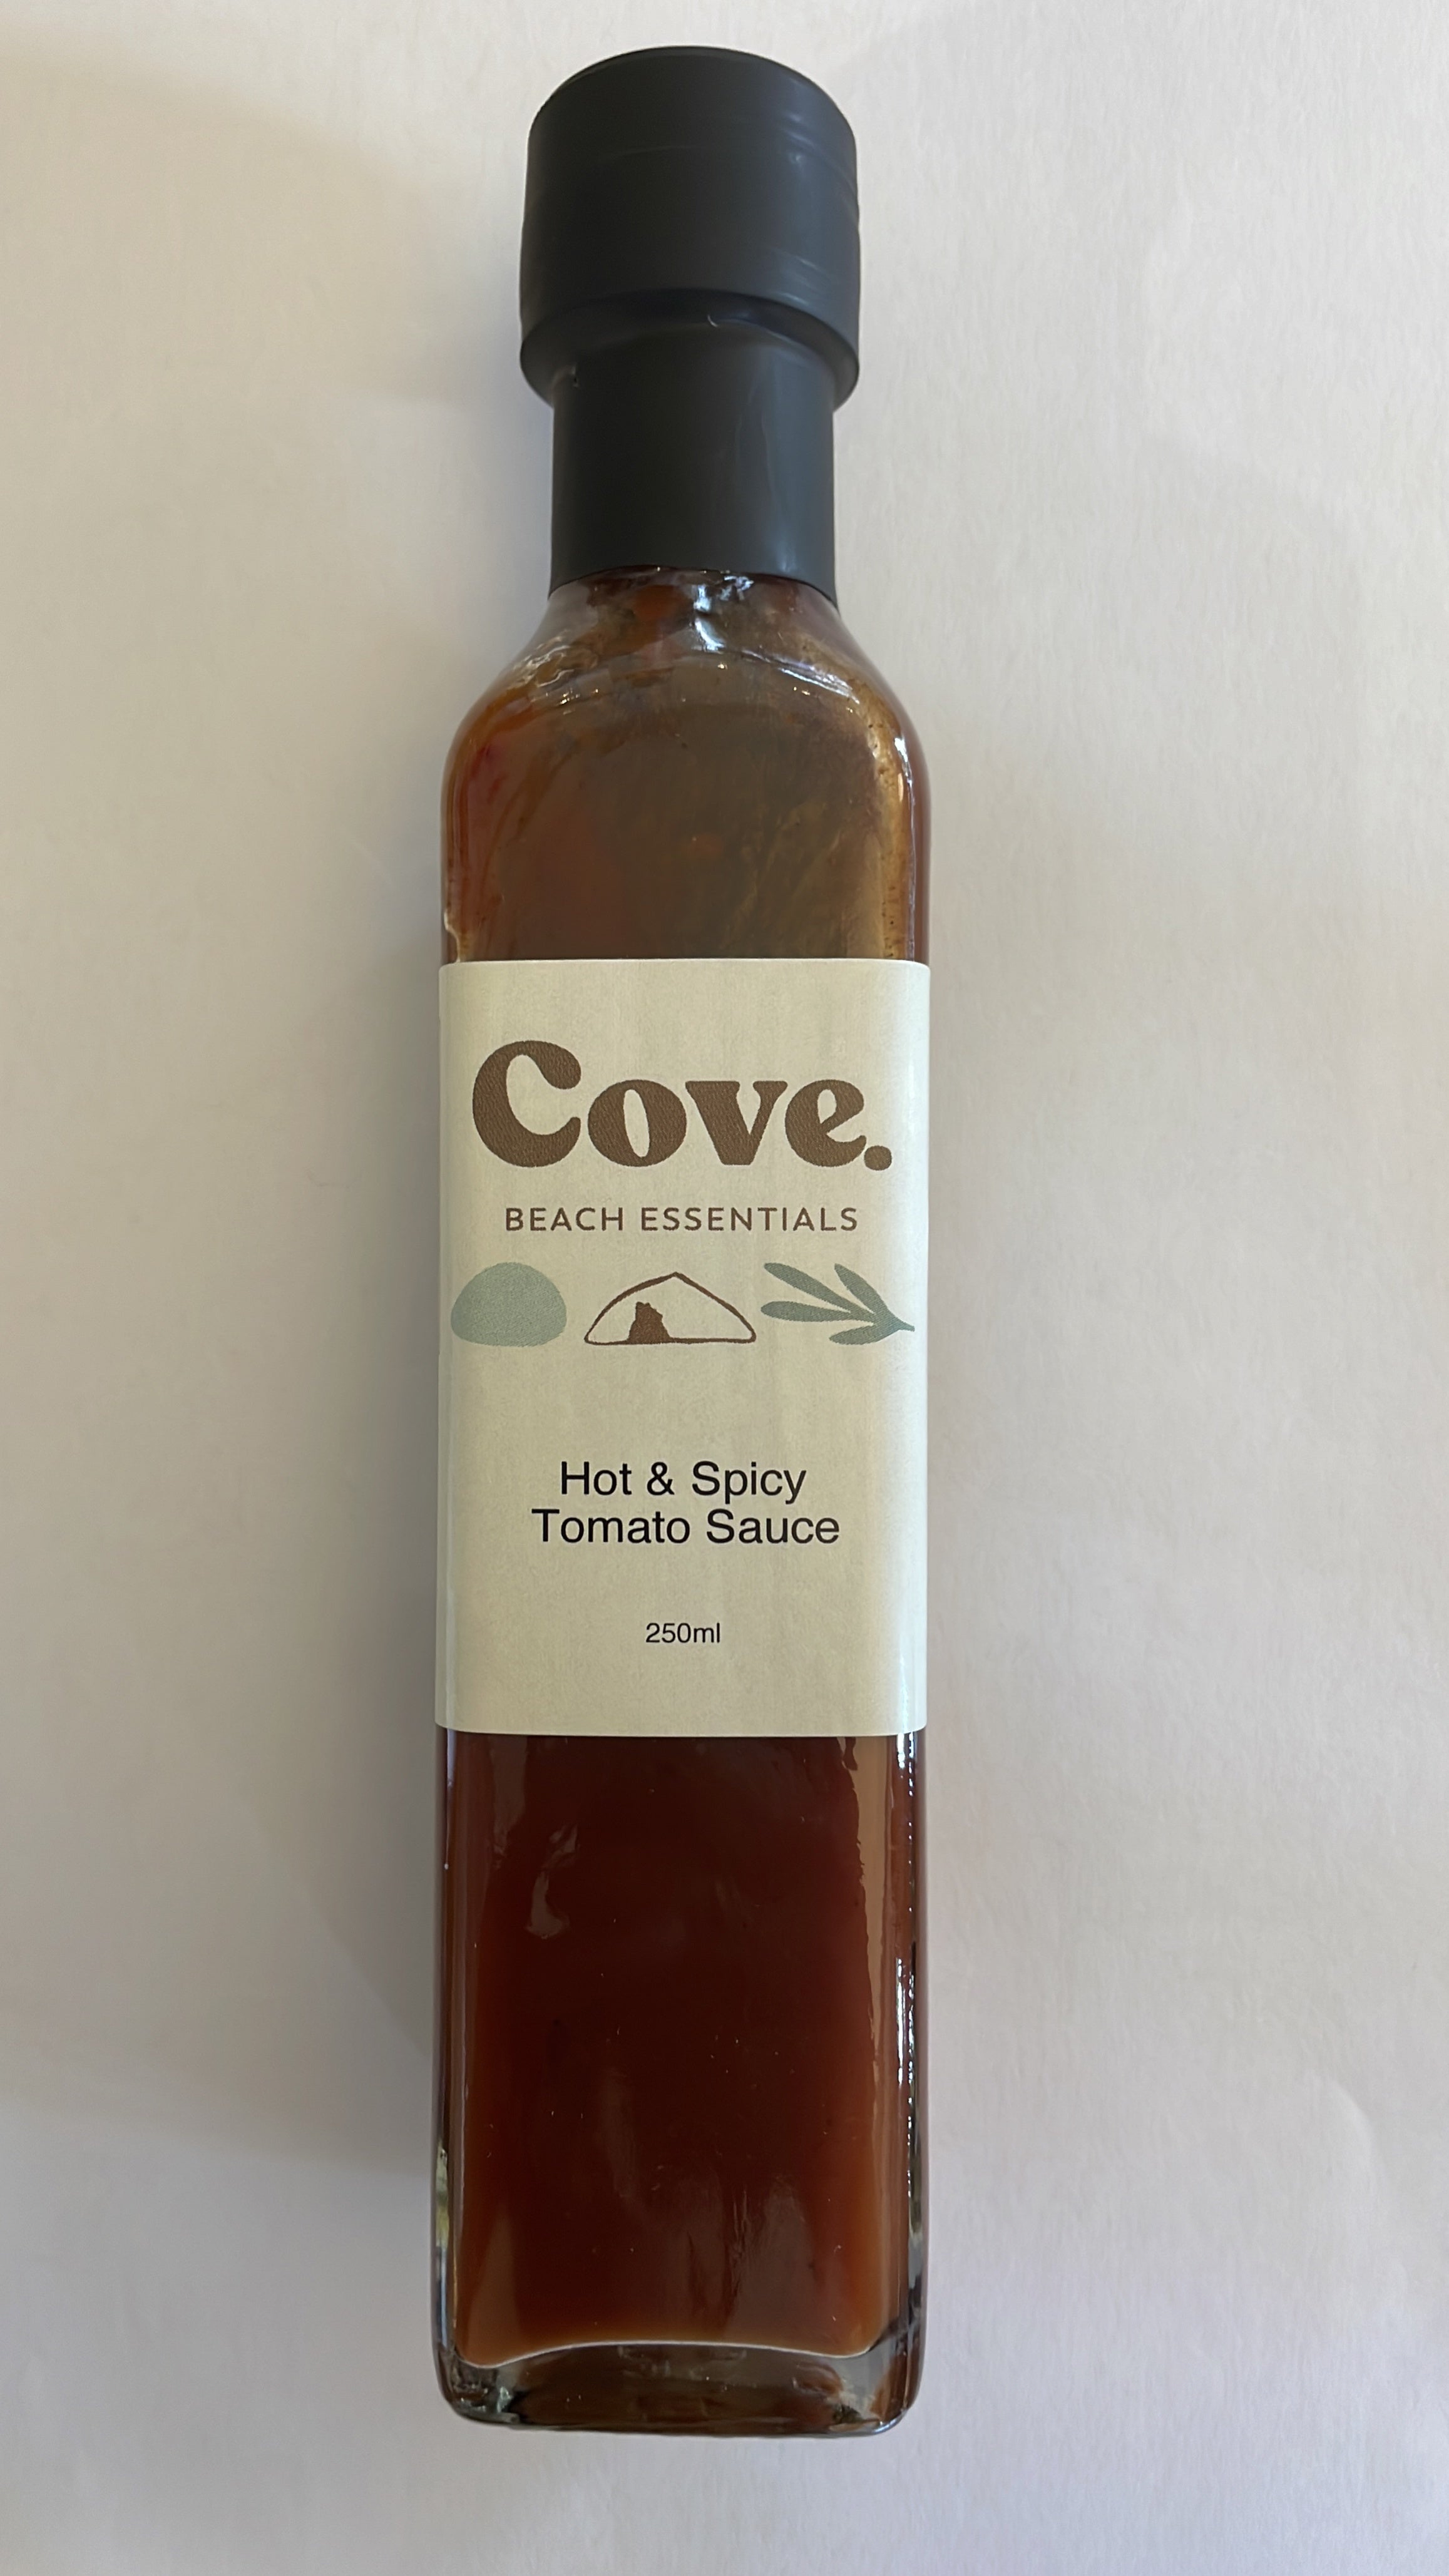 Cove.
BEACH ESSENTIALS
Hot & Spicy
Tomato Sauce
250ml